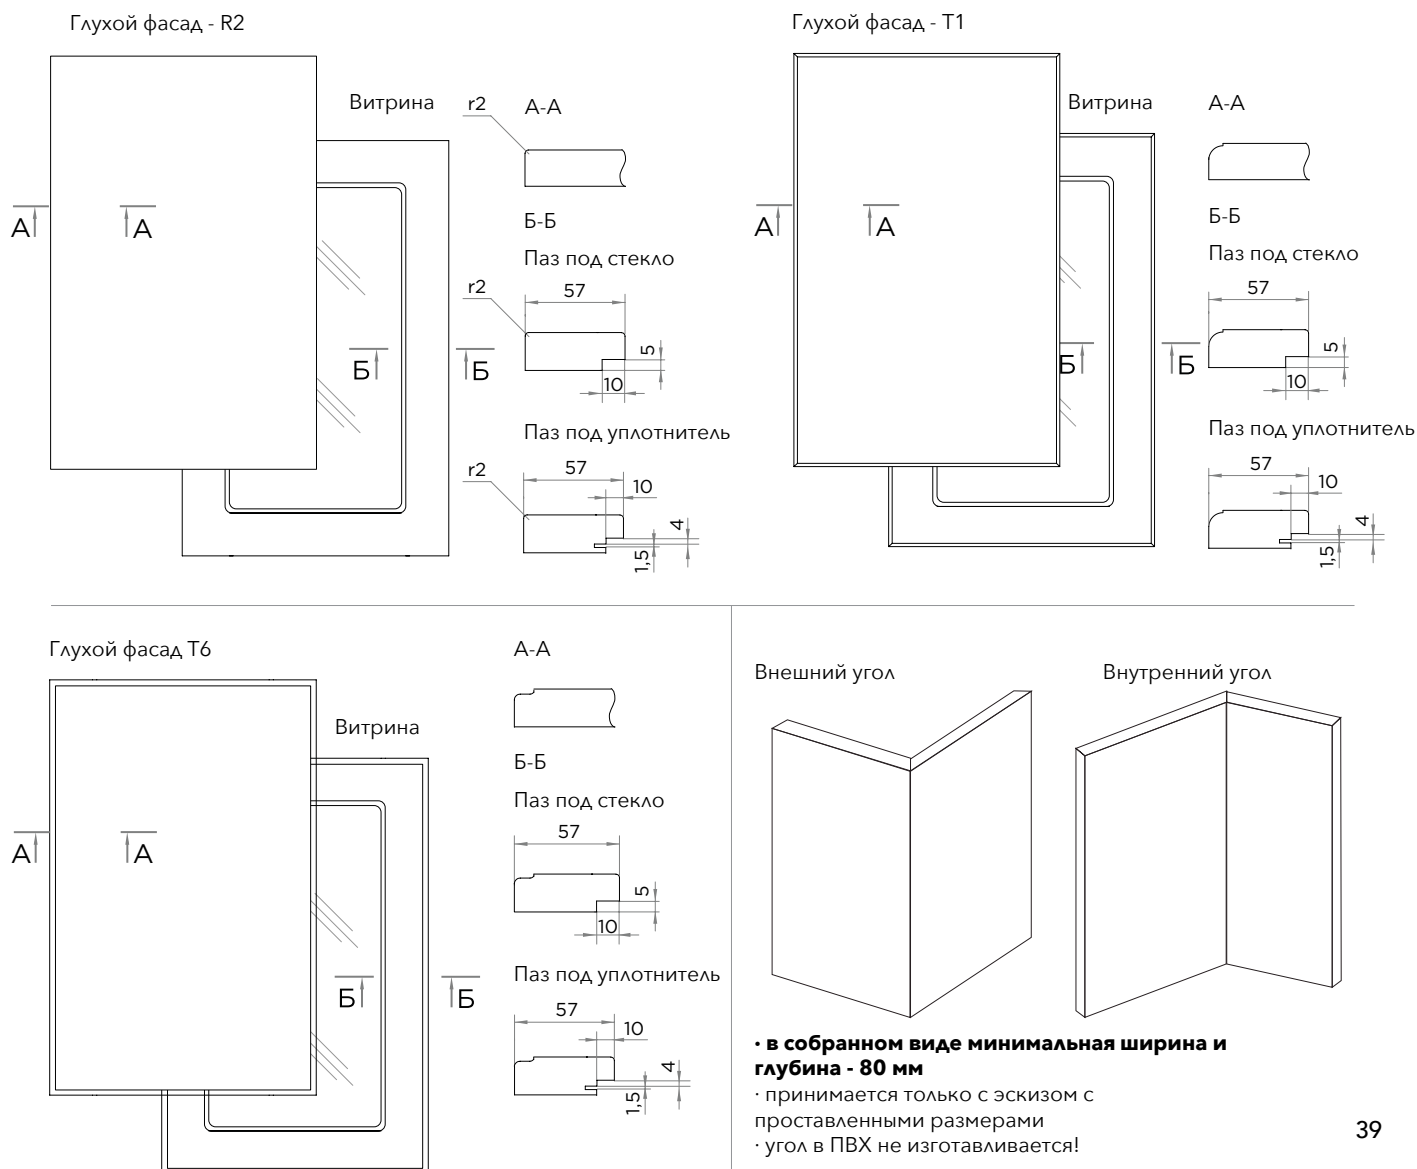 Глухой фасад - R2
Витрина
r2
А-А
А
А
Б-Б
Паз под стекло
r2
57
5
10
Б
Б
Паз под уплотнитель
r2
57
10
4
1,5
Глухой фасад - Т1
Витрина
А-А
А
А
Б-Б
Паз под стекло
57
5
10
Б
Б
Паз под уплотнитель
57
10
4
1,5
Глухой фасад Т6
Витрина
А-А
Б-Б
Паз под стекло
А
А
57
5
10
Б
Б
Паз под уплотнитель
57
10
4
1,5
Внешний угол
Внутренний угол
· в собранном виде минимальная ширина и
глубина - 80 мм
· принимается только с эскизом с
проставленными размерами
· угол в ПВХ не изготавливается!
39